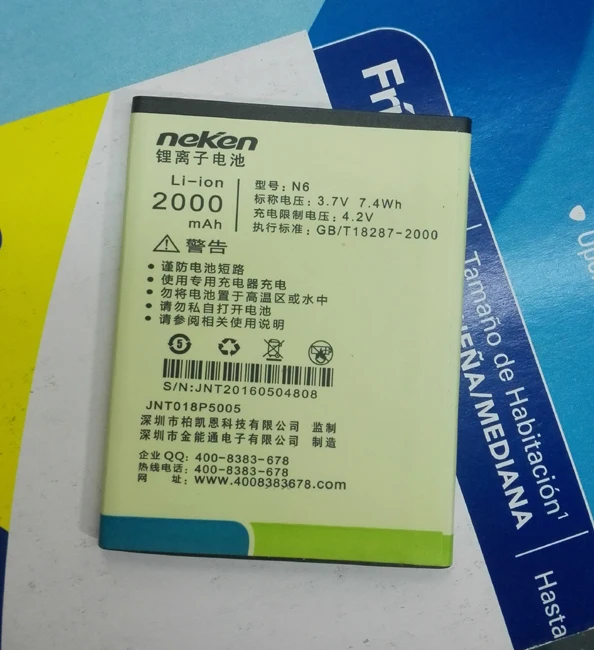 neken
锂离子电池
Li-ion
2000
mAh
型号: N6
标称电压: 3.7V 7.4Wh
充电限制电压: 4.2V
执行标准: GB/T18287-2000
警告
• 谨防电池短路
• 使用专用充电器充电
• 勿将电池置于高温区或水中
• 请勿私自打开电池
• 请参阅相关使用说明
5
S/N:JNT20160504808
JNT018P5005
深圳市柏凯恩科技有限公司 监制
深圳市金能通电子有限公司 制造
企业QQ: 400-8383-678
热线电话: 400-8383-678
网 址: www.4008383678.com
Tamaño de Habitación¹
EÑA/MEDIANA
Hasta